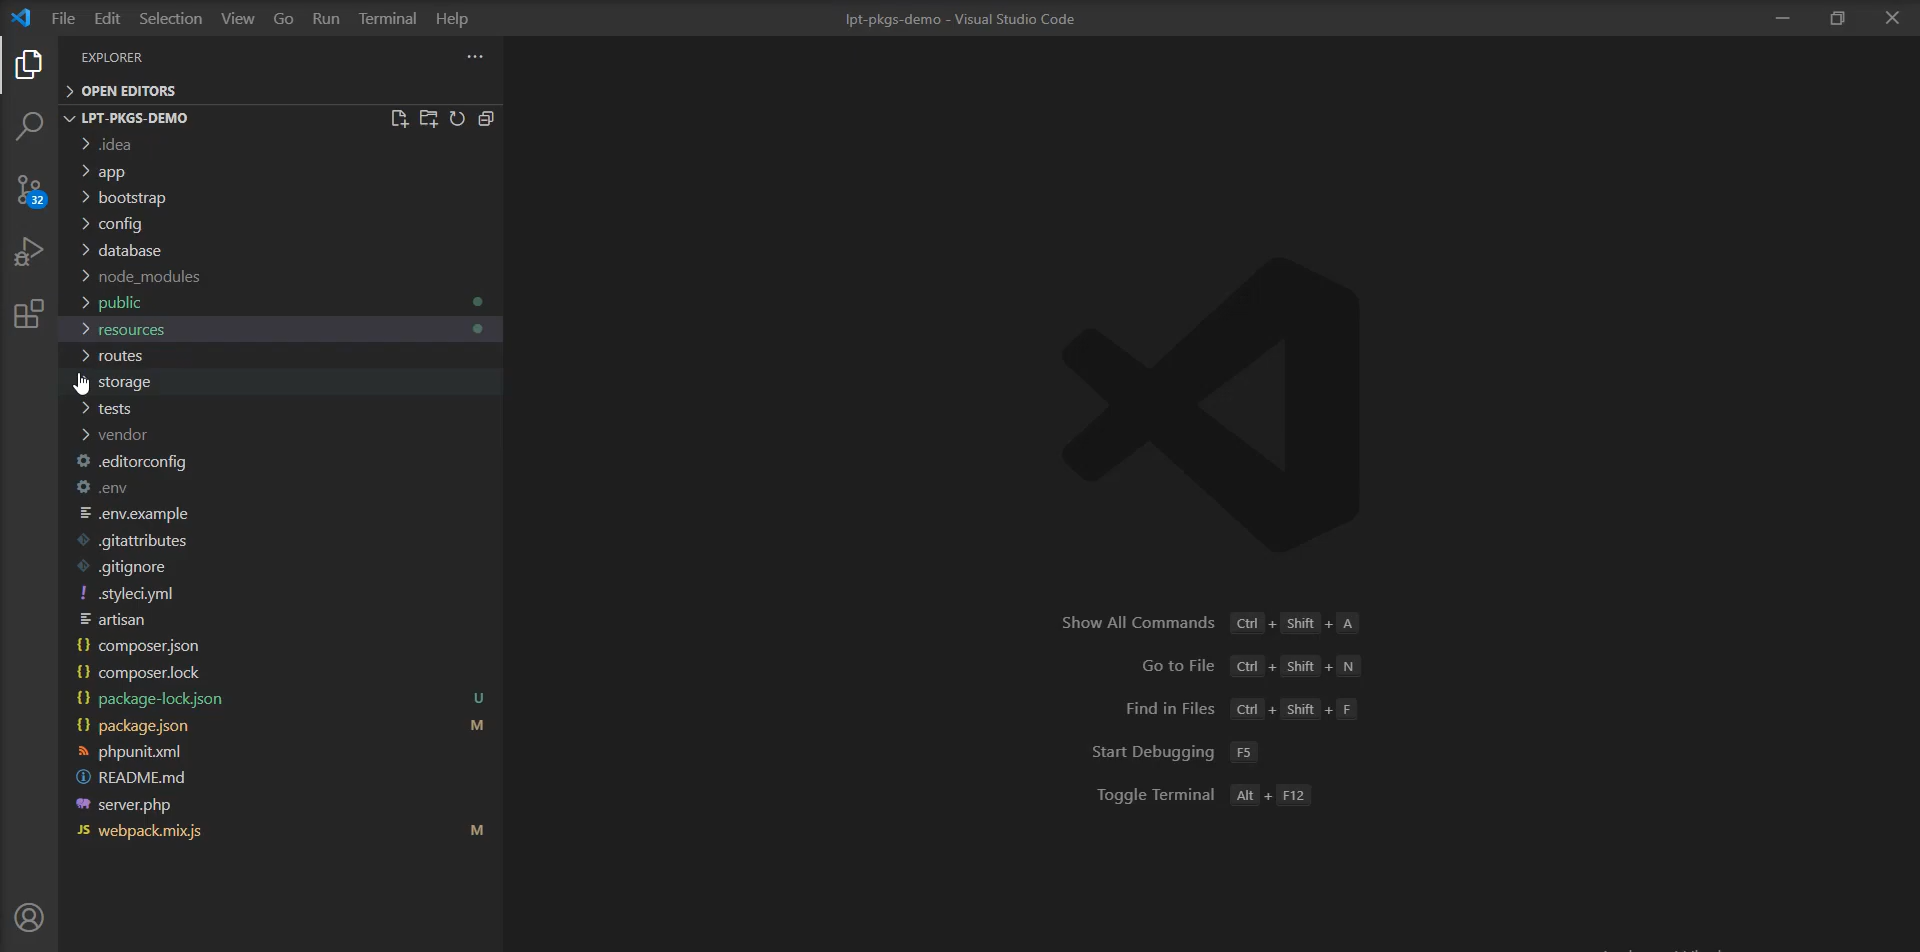 File Edit Selection View Go Run Terminal Help
lpt-pkgs-demo - Visual Studio Code
EXPLORER
OPEN EDITORS
LPT-PKGS-DEMO
.idea
app
bootstrap
config
database
node_modules
public
resources
routes
storage
tests
vendor
.editorconfig
.env
.env.example
.gitattributes
.gitignore
! .styleci.yml
artisan
{} composer.json
{} composer.lock
{} package-lock.json U
{} package.json M
phpunit.xml
README.md
server.php
JS webpack.mix.js M
32
Show All Commands Ctrl + Shift + A
Go to File Ctrl + Shift + N
Find in Files Ctrl + Shift + F
Start Debugging F5
Toggle Terminal Alt + F12